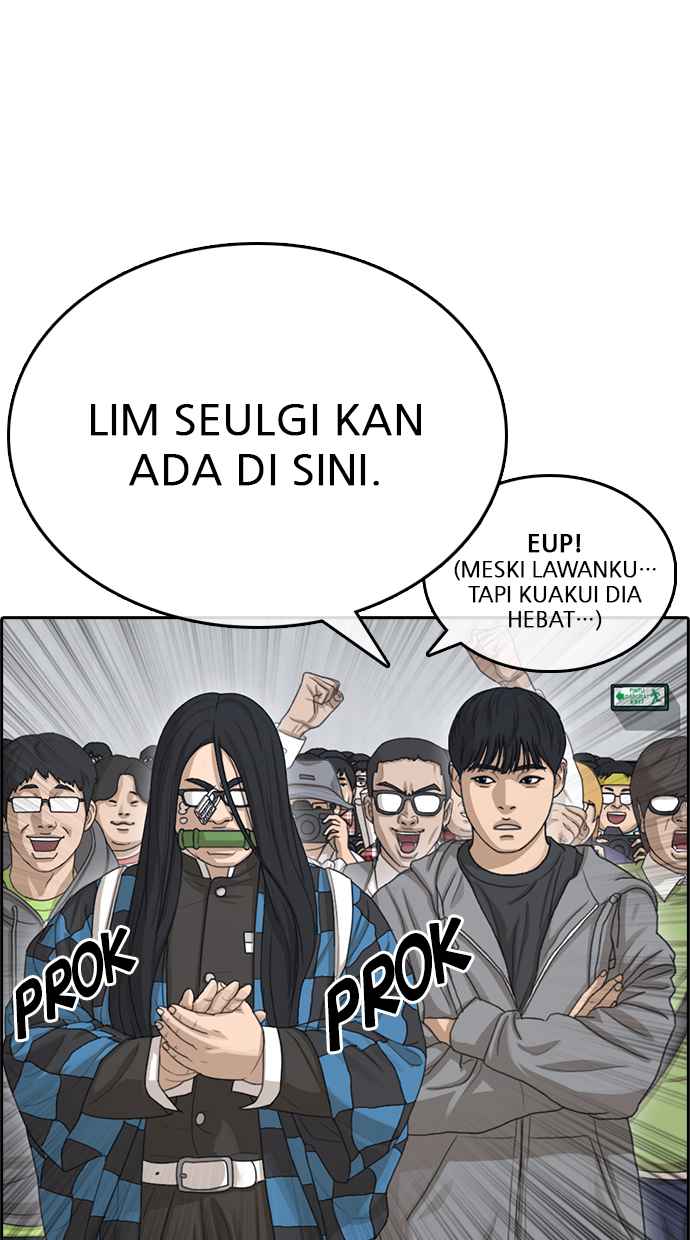 LIM SEULGI KAN
ADA DI SINI.
EUP!
(MESKI LAWANKU…
TAPI KUAKUI DIA
HEBAT…)
PROK
PROK